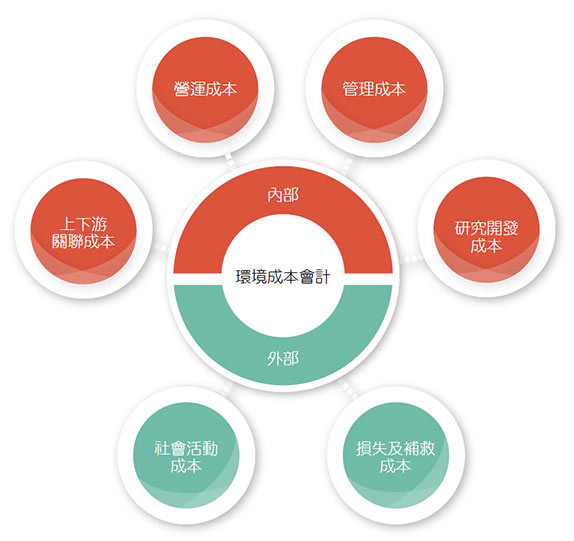 營運成本
管理成本
上下游
關聯成本
內部
研究開發
成本
環境成本會計
外部
社會活動
成本
損失及補救
成本